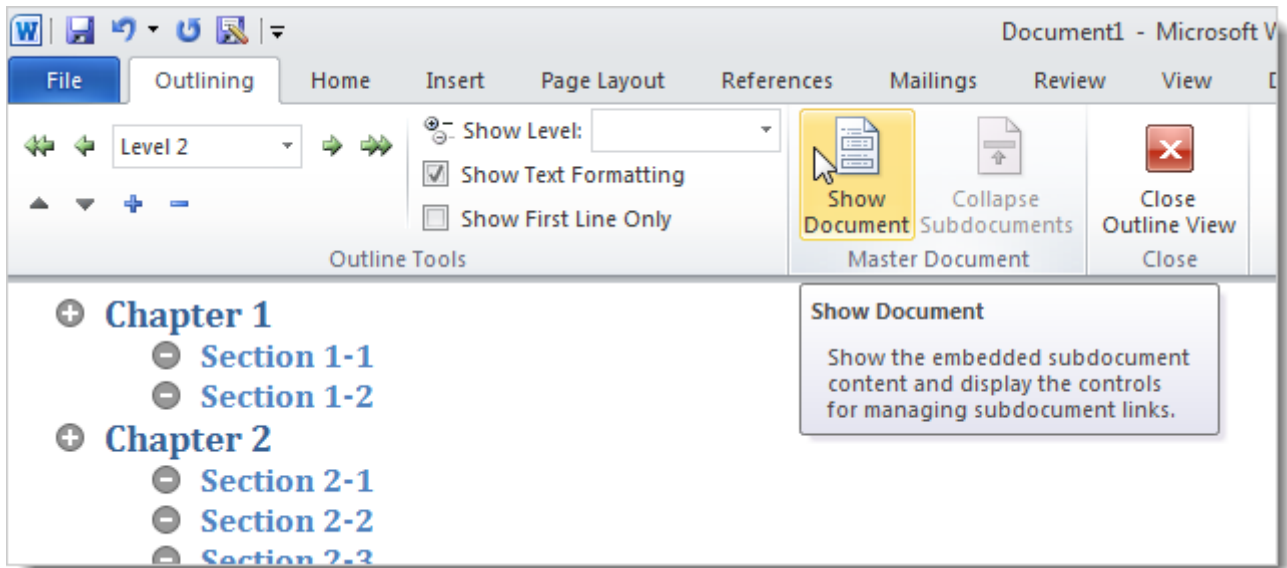 W
Document1 - Microsoft
File Outlining Home Insert Page Layout References Mailings Review View
Level 2
Show Level:
Show Text Formatting
Show First Line Only
Outline Tools
Show Document
Collapse Subdocuments
Master Document
Close Outline View
Close
Chapter 1
Section 1-1
Section 1-2
Chapter 2
Section 2-1
Section 2-2
Section 2-3
Show Document
Show the embedded subdocument
content and display the controls
for managing subdocument links.